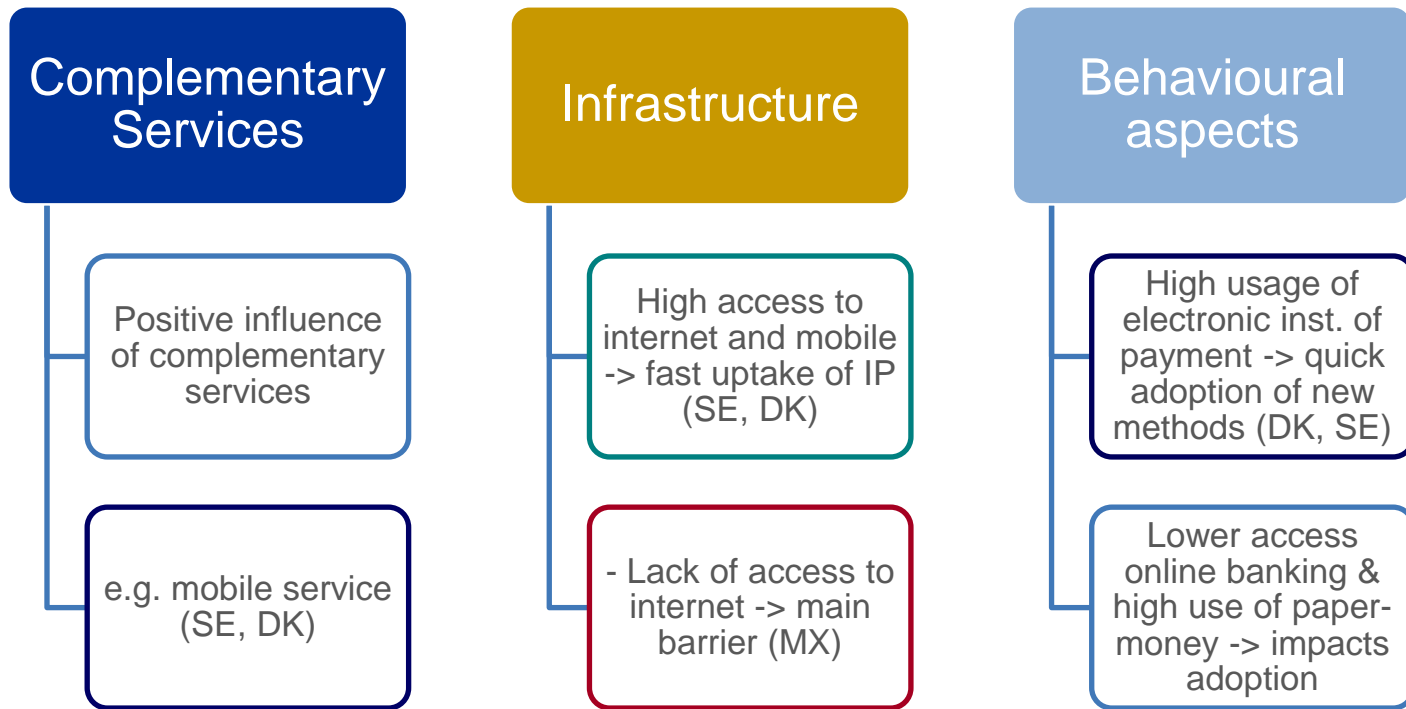 Complementary
Services
Positive influence
of complementary
services
e.g. mobile service
(SE, DK)
Infrastructure
High access to
internet and mobile
-> fast uptake of IP
(SE, DK)
- Lack of access to
internet -> main
barrier (MX)
Behavioural
aspects
High usage of
electronic inst. of
payment -> quick
adoption of new
methods (DK, SE)
Lower access
online banking &
high use of paper-
money -> impacts
adoption